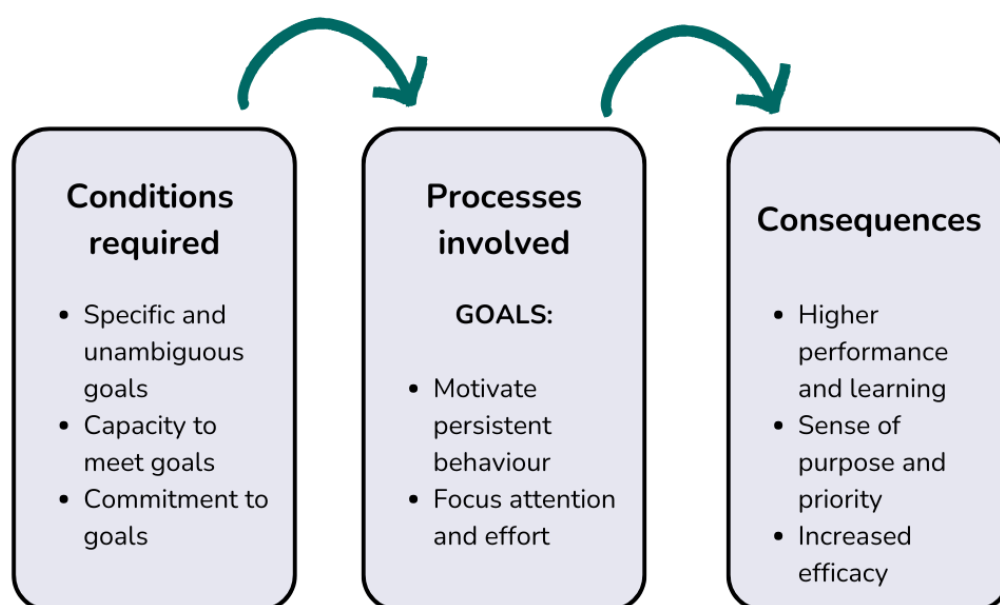 Conditions
required
• Specific and
unambiguous
goals
• Capacity to
meet goals
• Commitment to
goals
Processes
involved
GOALS:
• Motivate
persistent
behaviour
• Focus attention
and effort
Consequences
• Higher
performance
and learning
• Sense of
purpose and
priority
• Increased
efficacy